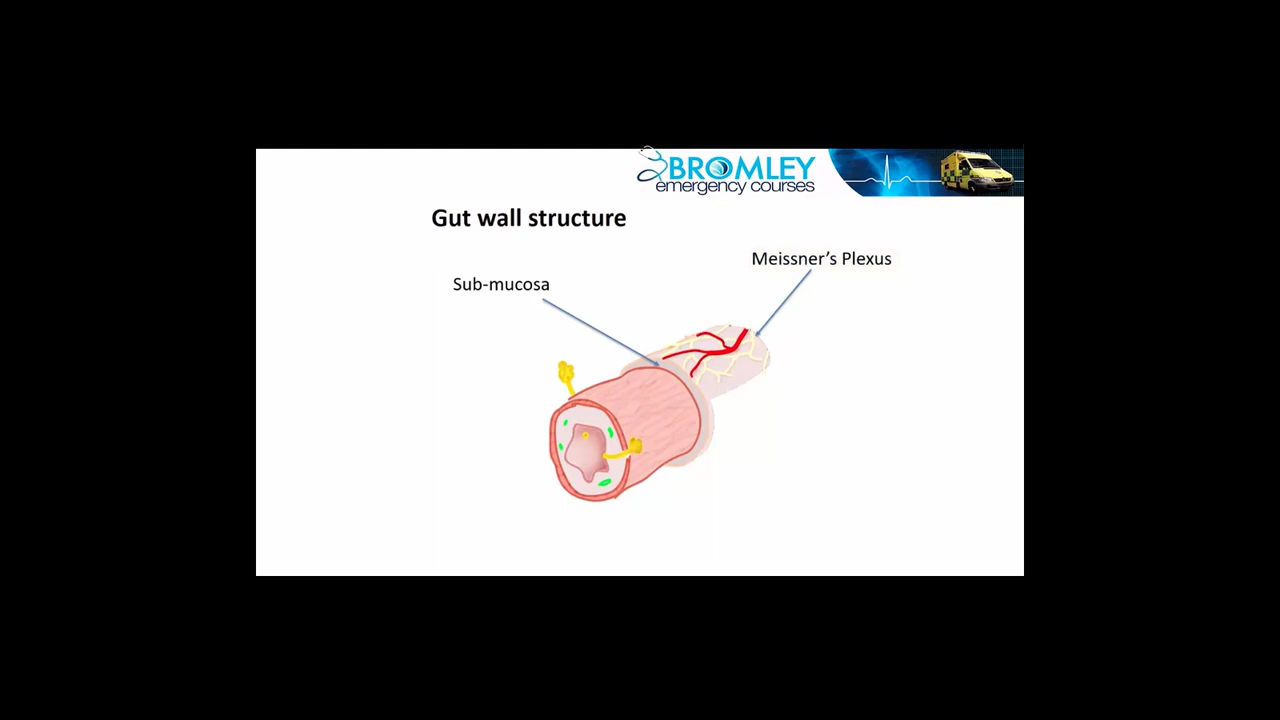 BROMLEY
emergency courses
Gut wall structure
Meissner’s Plexus
Sub-mucosa